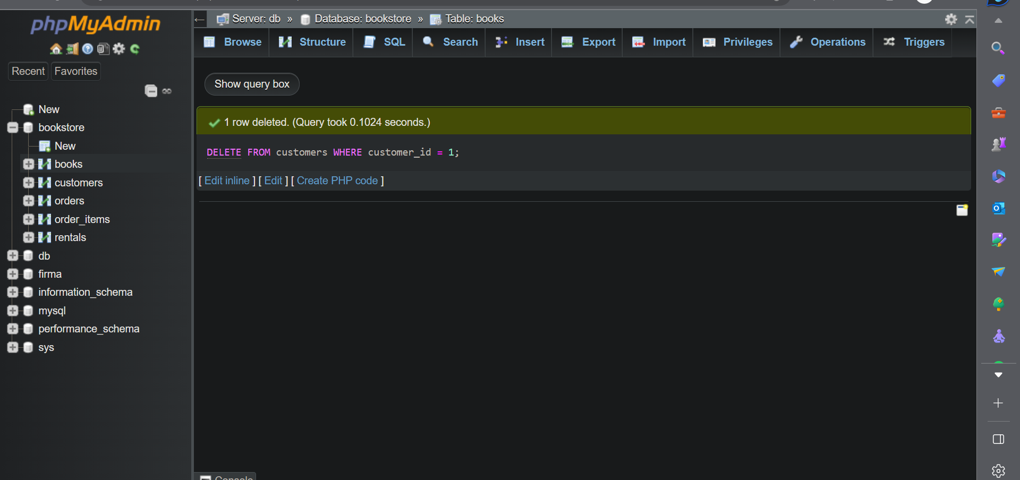 phpMyAdmin
Recent Favorites
New
bookstore
New
books
customers
orders
order_items
rentals
db
firma
information_schema
mysql
performance_schema
sys
Server: db » Database: bookstore » Table: books
Browse Structure SQL Search Insert Export Import Privileges Operations Triggers
Show query box
1 row deleted. (Query took 0.1024 seconds.)
DELETE FROM customers WHERE customer_id = 1;
[ Edit inline ] [ Edit ] [ Create PHP code ]
Console